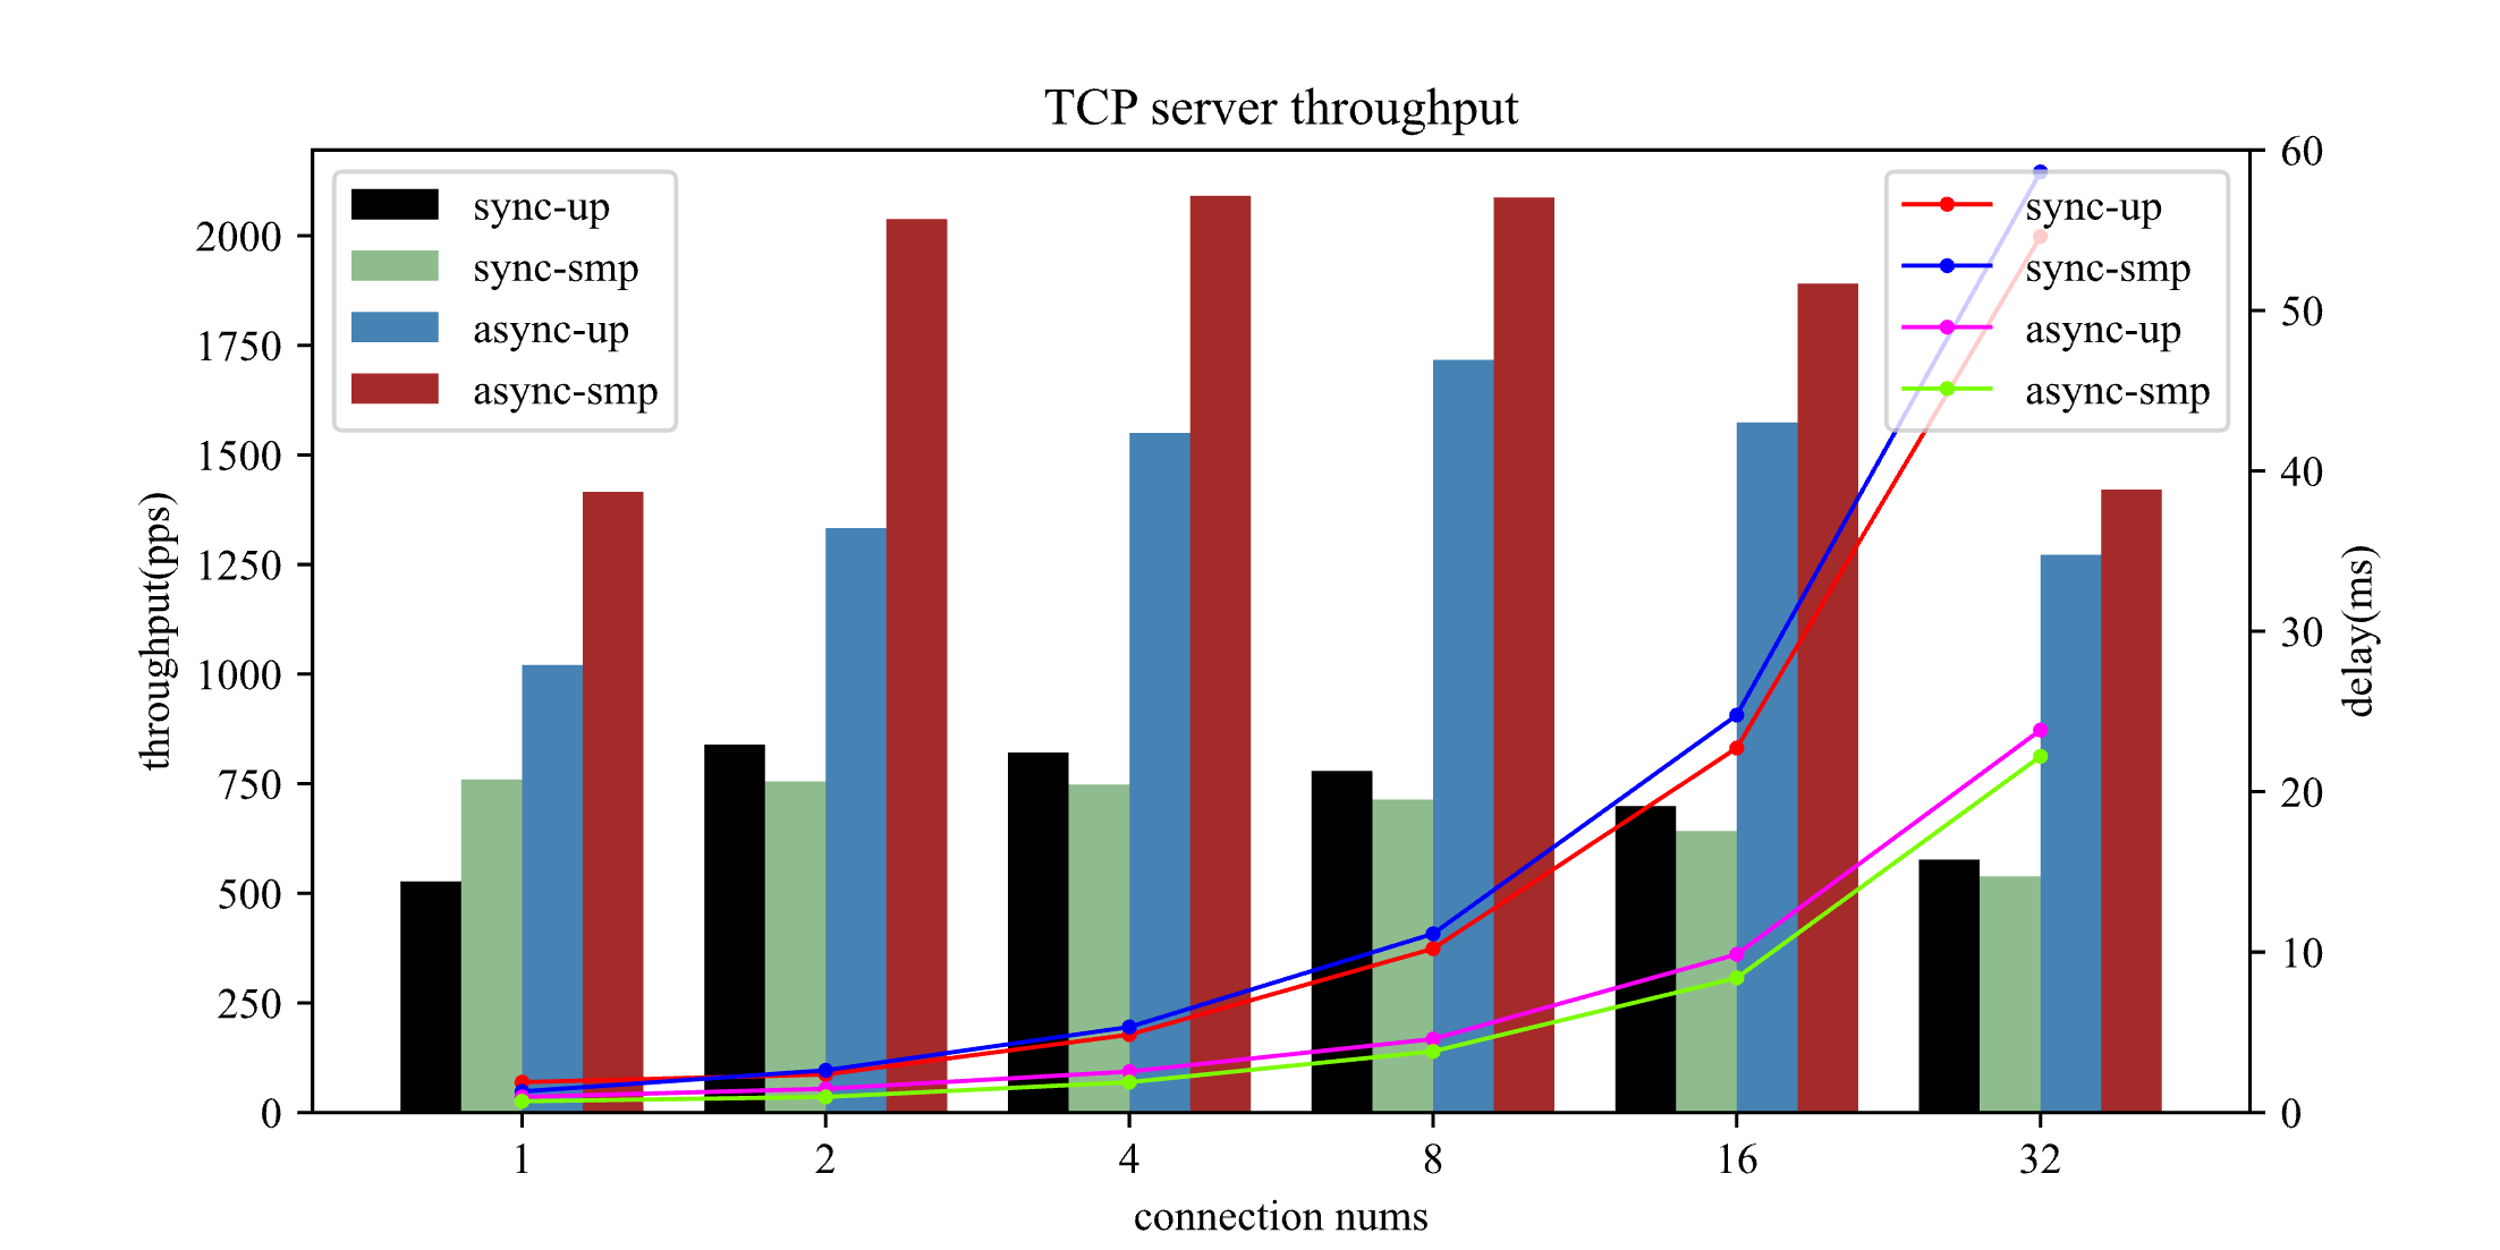 TCP server throughput
sync-up
sync-smp
async-up
async-smp
sync-up
sync-smp
async-up
async-smp
throughput(pps)
2000
1750
1500
1250
1000
750
500
250
0
60
50
40
30
20
10
0
delay(ms)
1 2 4 8 16 32
connection nums